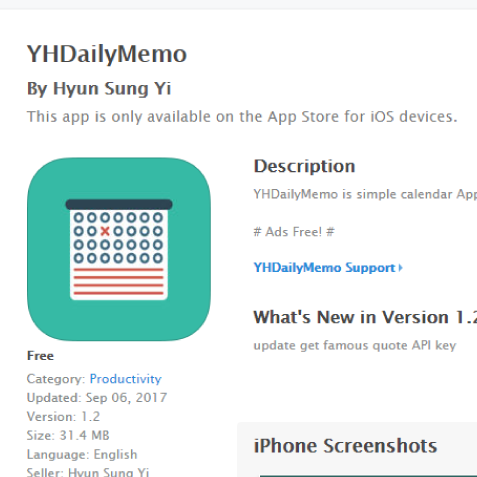 YHDailyMemo
By Hyun Sung Yi
This app is only available on the App Store for iOS devices.
Description
YHDailyMemo is simple calendar App
# Ads Free! #
YHDailyMemo Support
What's New in Version 1.2
update get famous quote API key
Free
Category: Productivity
Updated: Sep 06, 2017
Version: 1.2
Size: 31.4 MB
Language: English
Seller: Hyun Sung Yi
iPhone Screenshots